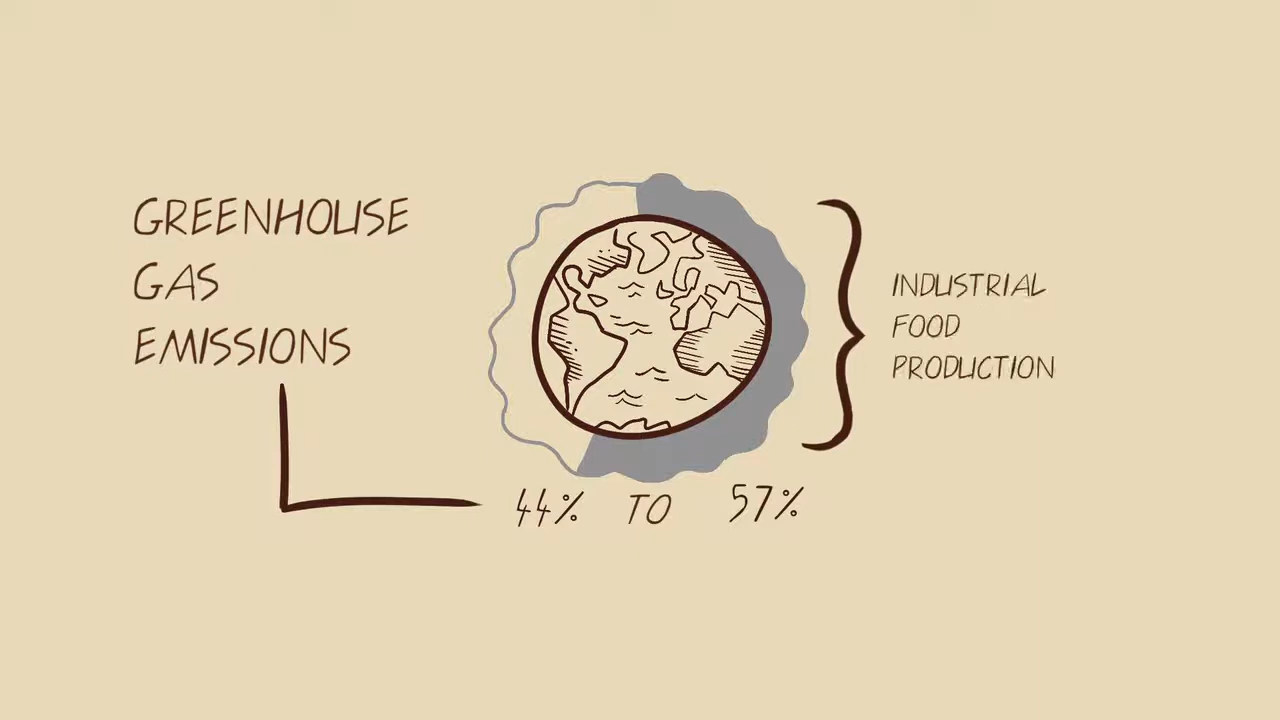 GREENHOUSE
GAS
EMISSIONS
44% TO 57%
INDUSTRIAL
FOOD
PRODUCTION